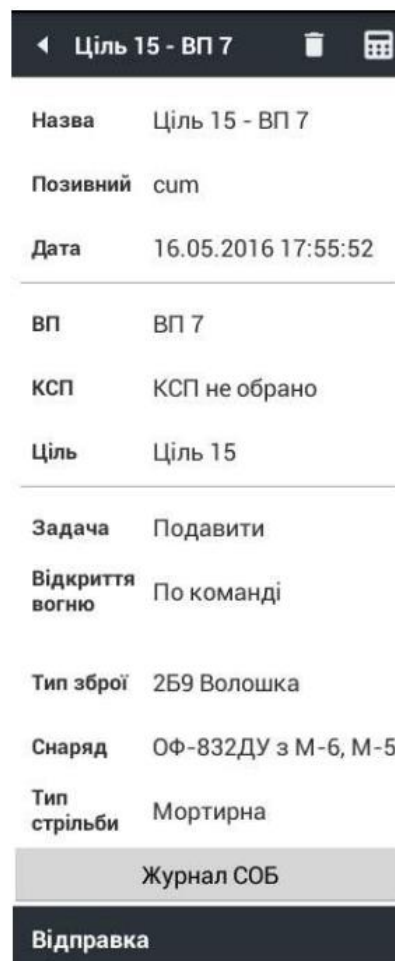 Ціль 15 - ВП 7
Назва Ціль 15 - ВП 7
Позивний cum
Дата 16.05.2016 17:55:52
ВП ВП 7
КСП КСП не обрано
Ціль Ціль 15
Задача Подавити
Відкриття
вогню По команді
Тип зброї 2Б9 Волошка
Снаряд ОФ-832ДУ з М-6, М-5
Тип
стрільби Мортирна
Журнал СОБ
Відправка